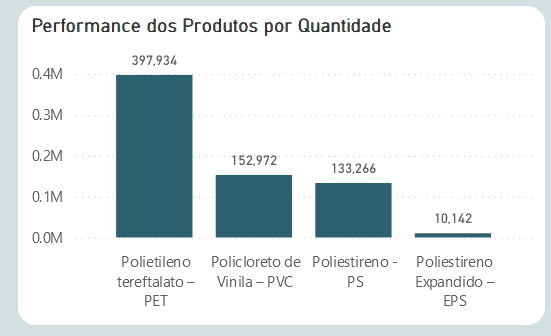 Performance dos Produtos por Quantidade
397,934
0.4M
0.3M
0.2M
152,972
133,266
0.1M
10,142
0.0M
Polietileno Policloreto de Poliestireno - Poliestireno
tereftalato – Vinila – PVC PS Expandido –
PET EPS